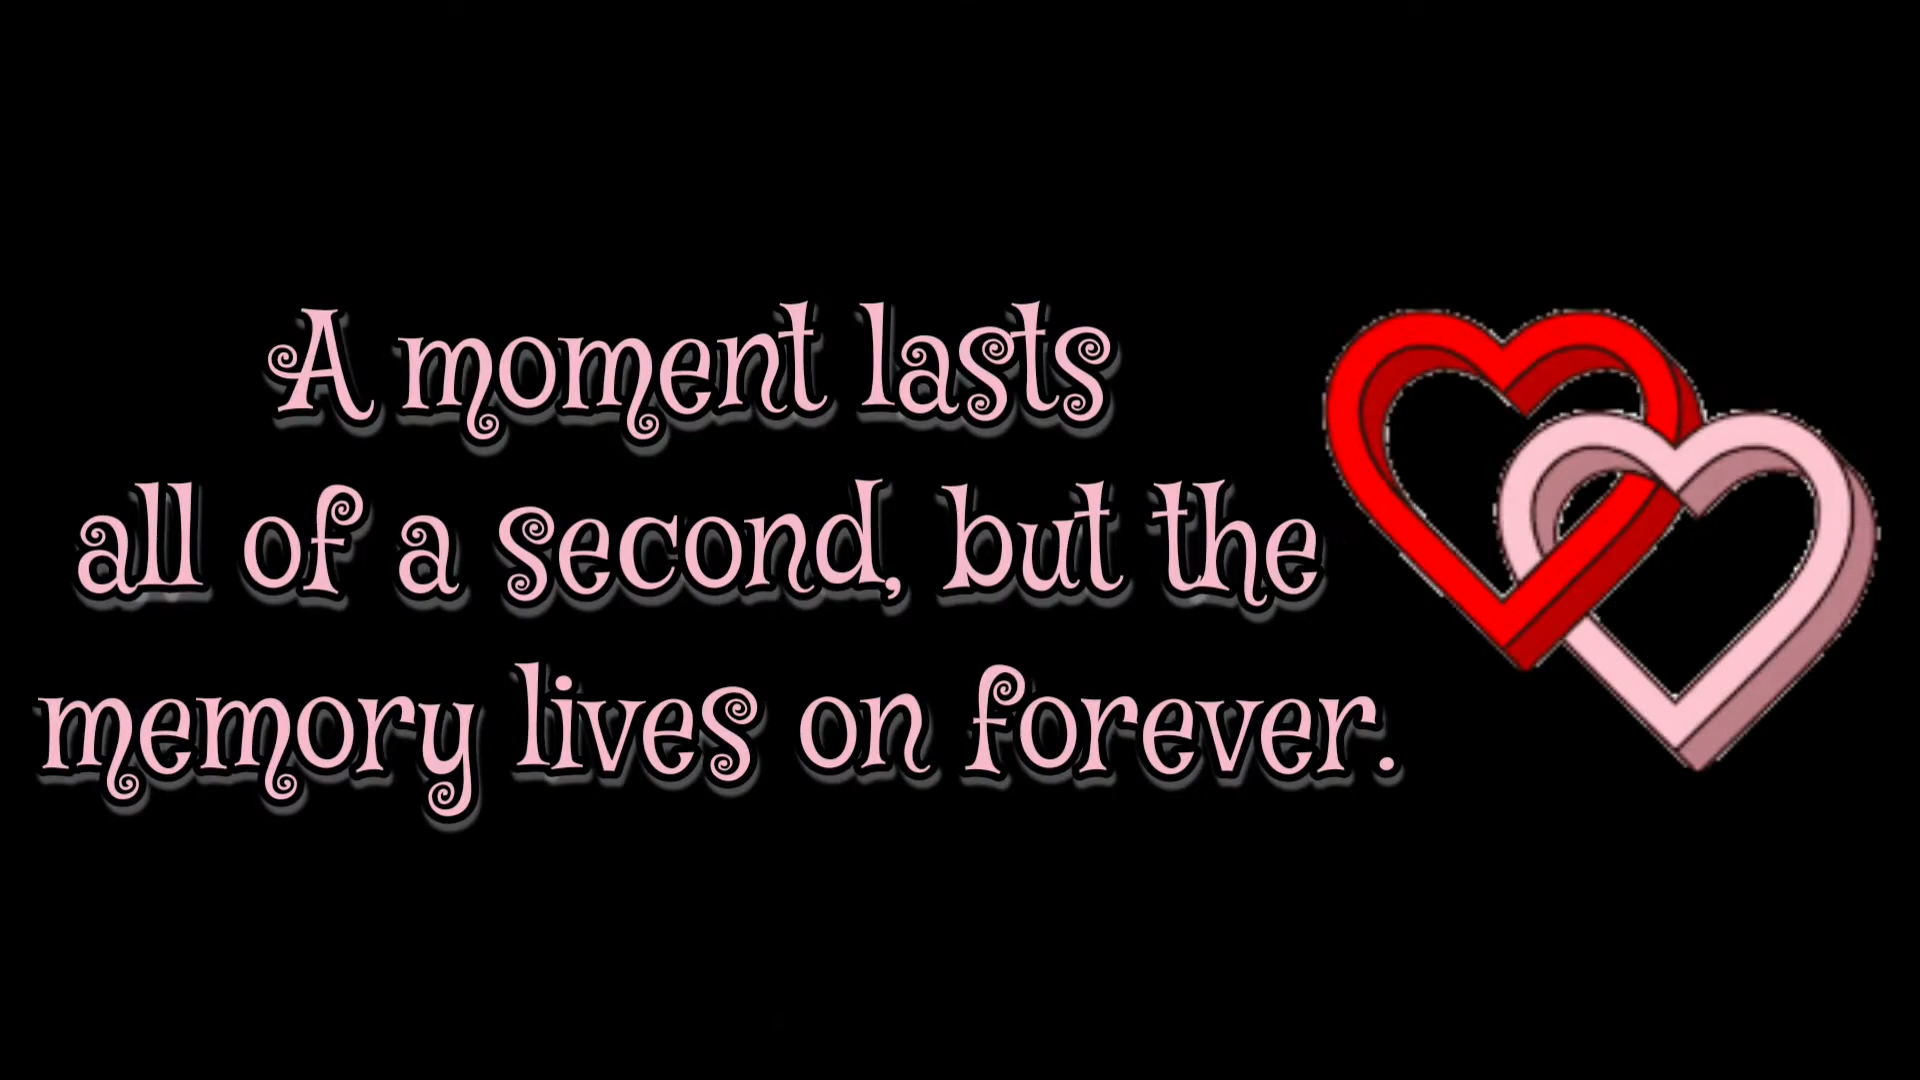 A moment lasts
all of a second, but the
memory lives on forever.